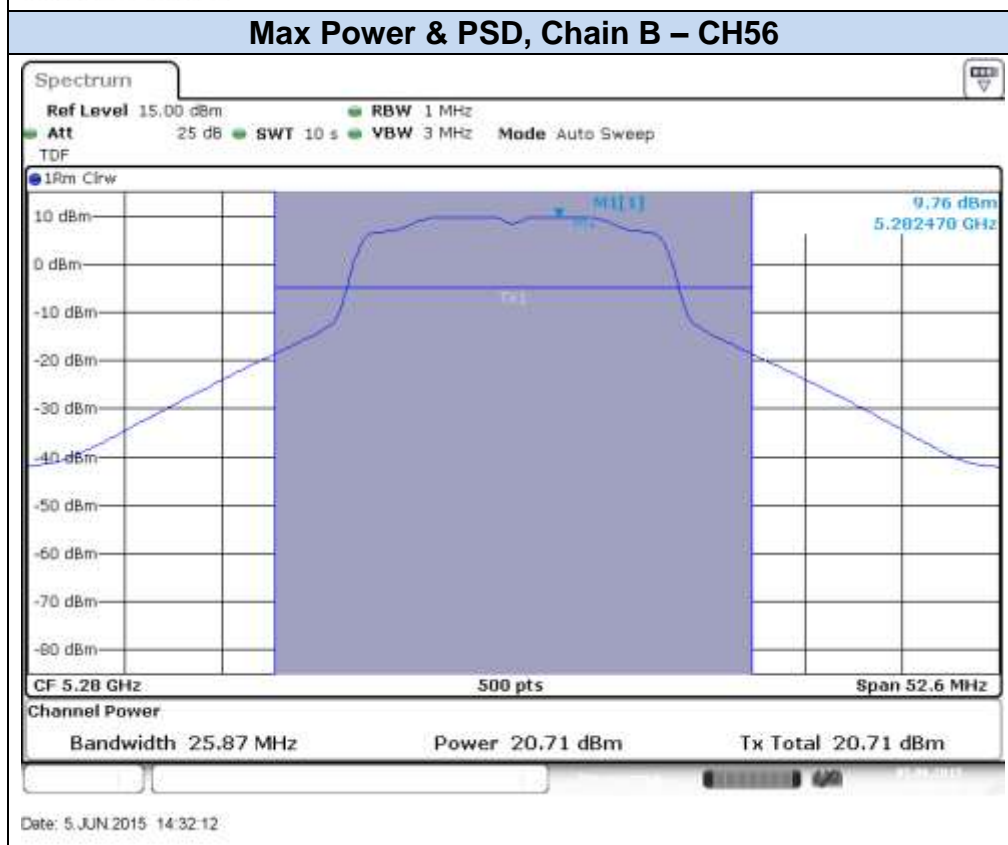 Max Power & PSD, Chain B – CH56
Spectrum
Ref Level 15.00 dBm RBW 1 MHz
Att 25 dB SWT 10 s VBW 3 MHz Mode Auto Sweep
TDF
1Rm Clrw
M1[1] 9.76 dBm
5.282470 GHz
10 dBm
0 dBm
Tx1
-10 dBm
-20 dBm
-30 dBm
-40 dBm
-50 dBm
-60 dBm
-70 dBm
-80 dBm
CF 5.28 GHz 500 pts Span 52.6 MHz
Channel Power
Bandwidth 25.87 MHz Power 20.71 dBm Tx Total 20.71 dBm
Date: 5.JUN.2015 14:32:12